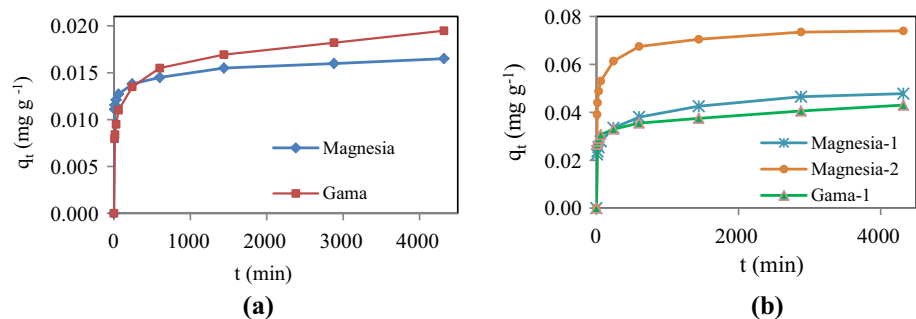 0.020
0.015
0.010
0.005
0.000
qt (mg g -1)
Magnesia
Gama
0 1000 2000 3000 4000
t (min)
(a)
0.08
0.06
0.04
0.02
0.00
qt (mg g-1)
Magnesia-1
Magnesia-2
Gama-1
0 2000 4000
t (min)
(b)